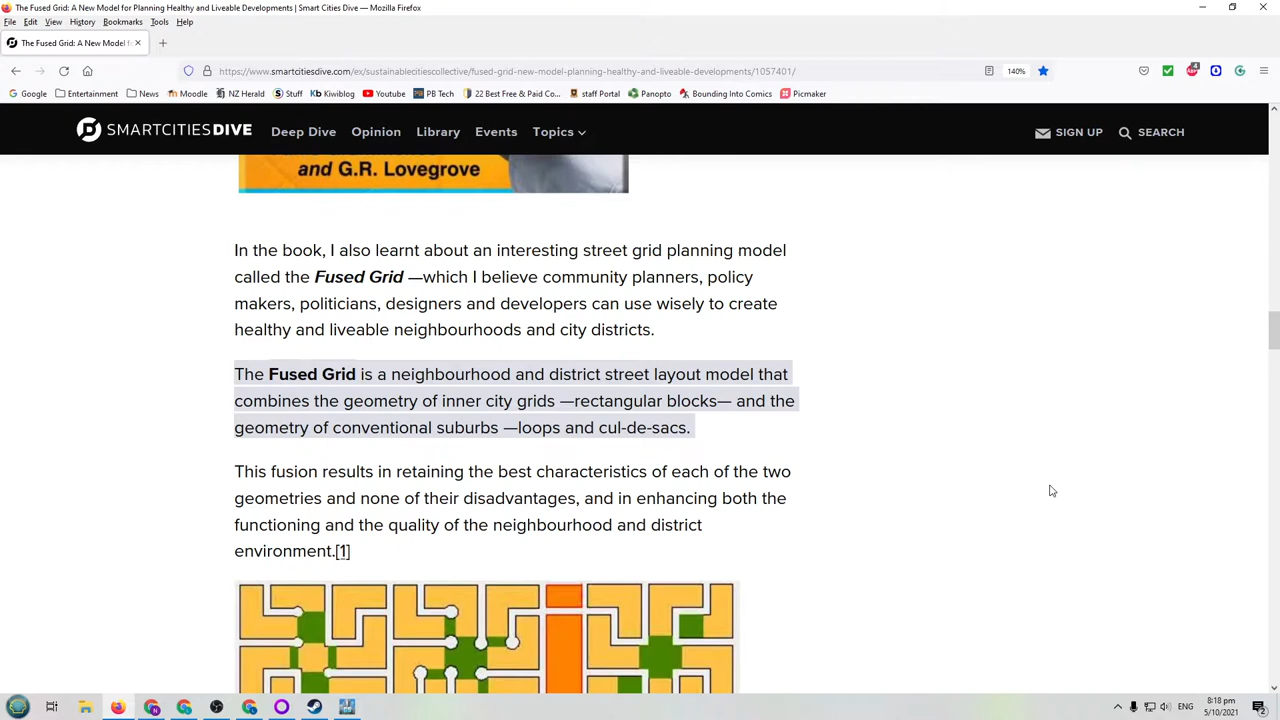 The Fused Grid: A New Model for Planning Healthy and Liveable Developments | Smart Cities Dive — Mozilla Firefox
File Edit View History Bookmarks Tools Help
The Fused Grid: A New Model f
https://www.smartcitiesdive.com/ex/sustainablecitiescollective/fused-grid-new-model-planning-healthy-and-liveable-developments/1057401/
140%
4
Google Entertainment News Moodle NZ Herald Stuff Kiwiblog Youtube PB Tech 22 Best Free & Paid Co... staff Portal Panopto Bounding Into Comics Picmaker
SMARTCITIESDIVE Deep Dive Opinion Library Events Topics SIGN UP SEARCH
and G.R. Lovegrove
In the book, I also learnt about an interesting street grid planning model
called the Fused Grid —which I believe community planners, policy
makers, politicians, designers and developers can use wisely to create
healthy and liveable neighbourhoods and city districts.
The Fused Grid is a neighbourhood and district street layout model that
combines the geometry of inner city grids —rectangular blocks— and the
geometry of conventional suburbs —loops and cul-de-sacs.
This fusion results in retaining the best characteristics of each of the two
geometries and none of their disadvantages, and in enhancing both the
functioning and the quality of the neighbourhood and district
environment.[1]
ENG
8:18 pm
5/10/2021
2